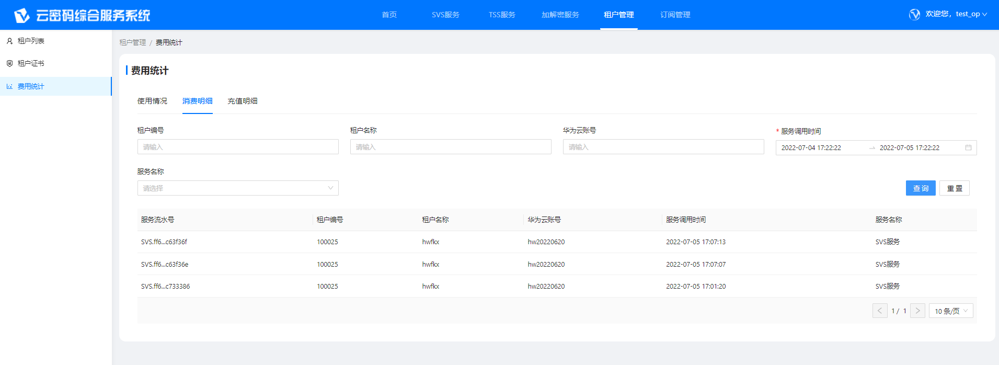 云密码综合服务系统
首页 SVS服务 TSS服务 加解密服务 租户管理 订阅管理
欢迎您，test_op
租户列表
租户证书
费用统计
租户管理 / 费用统计
费用统计
使用情况 消费明细 充值明细
租户编号 租户名称 华为云账号 * 服务调用时间
请输入 请输入 请输入 2022-07-04 17:22:22 → 2022-07-05 17:22:22
服务名称
请选择 查询 重置
服务流水号 租户编号 租户名称 华为云账号 服务调用时间 服务名称
SVS.ff6...c63f36f 100025 hwfkx hw20220620 2022-07-05 17:07:13 SVS服务
SVS.ff6...c63f36e 100025 hwfkx hw20220620 2022-07-05 17:07:07 SVS服务
SVS.ff6...c733386 100025 hwfkx hw20220620 2022-07-05 17:01:20 SVS服务
< 1 / 1 > 10 条/页